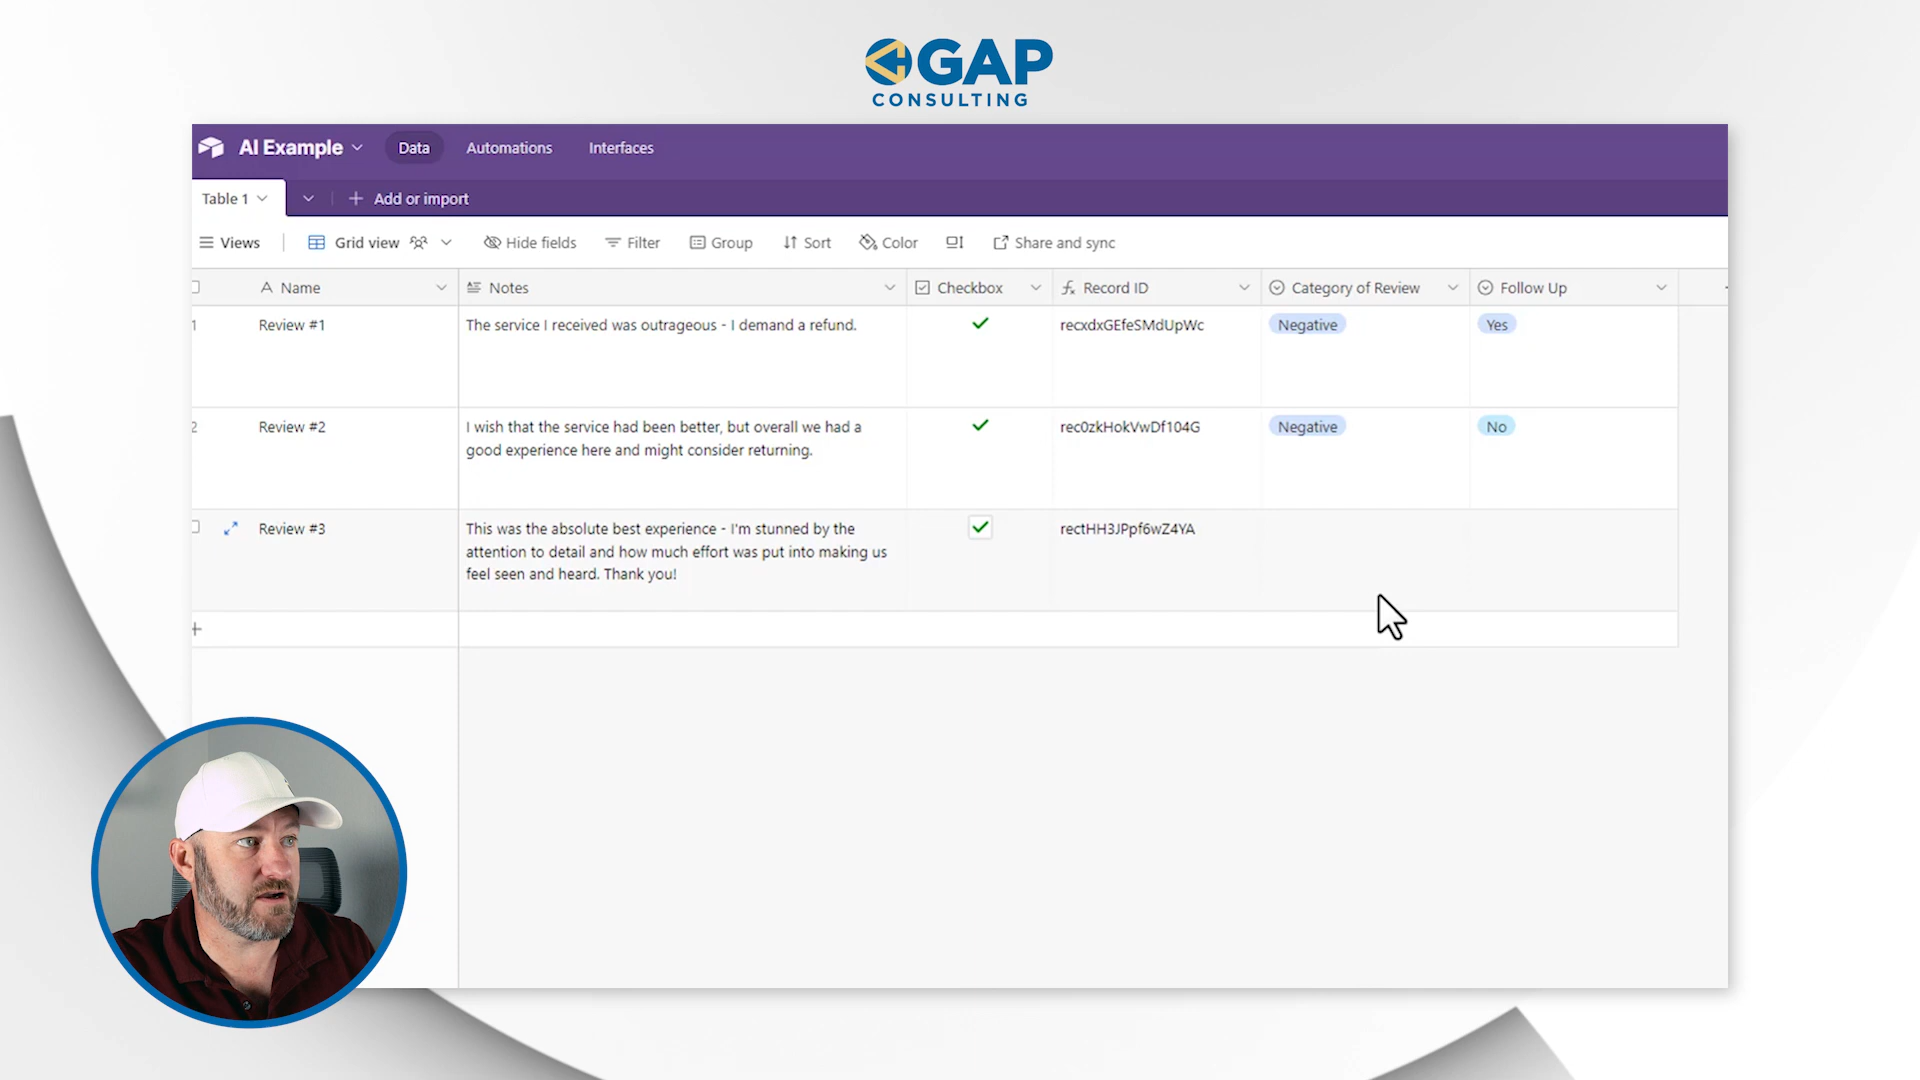 GAP
CONSULTING
AI Example
Data
Automations
Interfaces
Table 1
Add or import
Views
Grid view
Hide fields
Filter
Group
Sort
Color
Share and sync
Name
Notes
Checkbox
Record ID
Category of Review
Follow Up
1
Review #1
The service I received was outrageous - I demand a refund.
recxdxGEfeSMdUpWc
Negative
Yes
2
Review #2
I wish that the service had been better, but overall we had a
good experience here and might consider returning.
rec0zkHokVwDf104G
Negative
No
Review #3
This was the absolute best experience - I'm stunned by the
attention to detail and how much effort was put into making us
feel seen and heard. Thank you!
rectHH3JPpf6wZ4YA